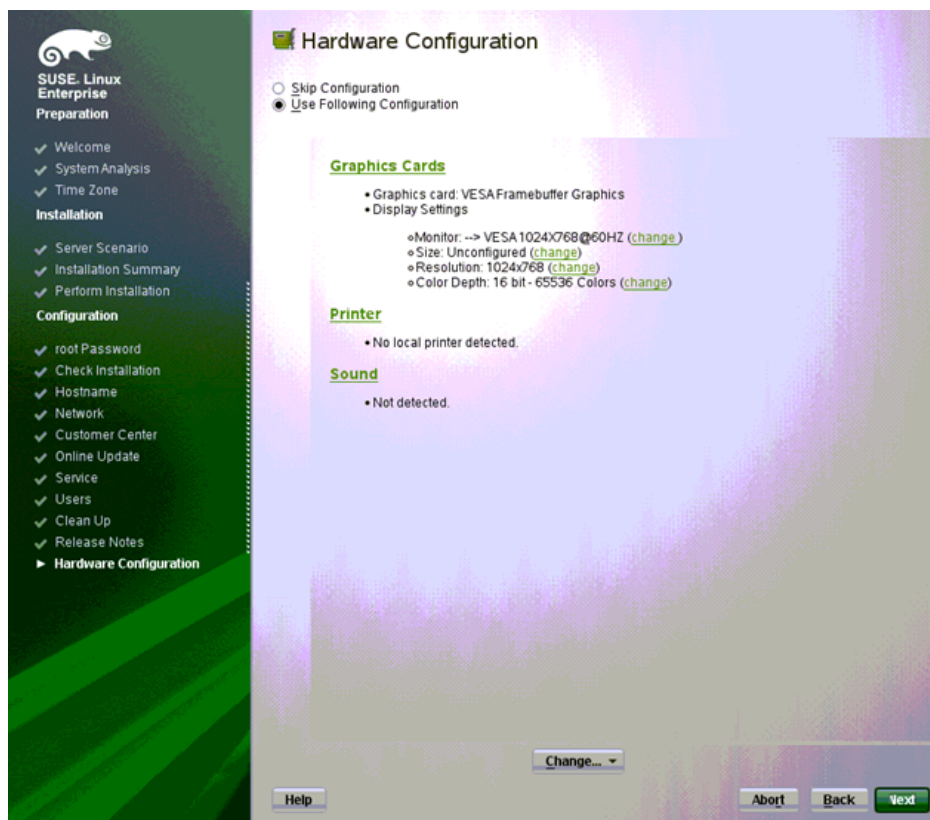 SUSE. Linux
Enterprise
Preparation
Welcome
System Analysis
Time Zone
Installation
Server Scenario
Installation Summary
Perform Installation
Configuration
root Password
Check Installation
Hostname
Network
Customer Center
Online Update
Service
Users
Clean Up
Release Notes
Hardware Configuration
Hardware Configuration
Skip Configuration
Use Following Configuration
Graphics Cards
• Graphics card: VESA Framebuffer Graphics
• Display Settings
Monitor: --> VESA 1024X768@60HZ (change )
Size: Unconfigured (change)
Resolution: 1024x768 (change)
Color Depth: 16 bit - 65536 Colors (change)
Printer
• No local printer detected.
Sound
• Not detected.
Change...
Help
Abort
Back
Next